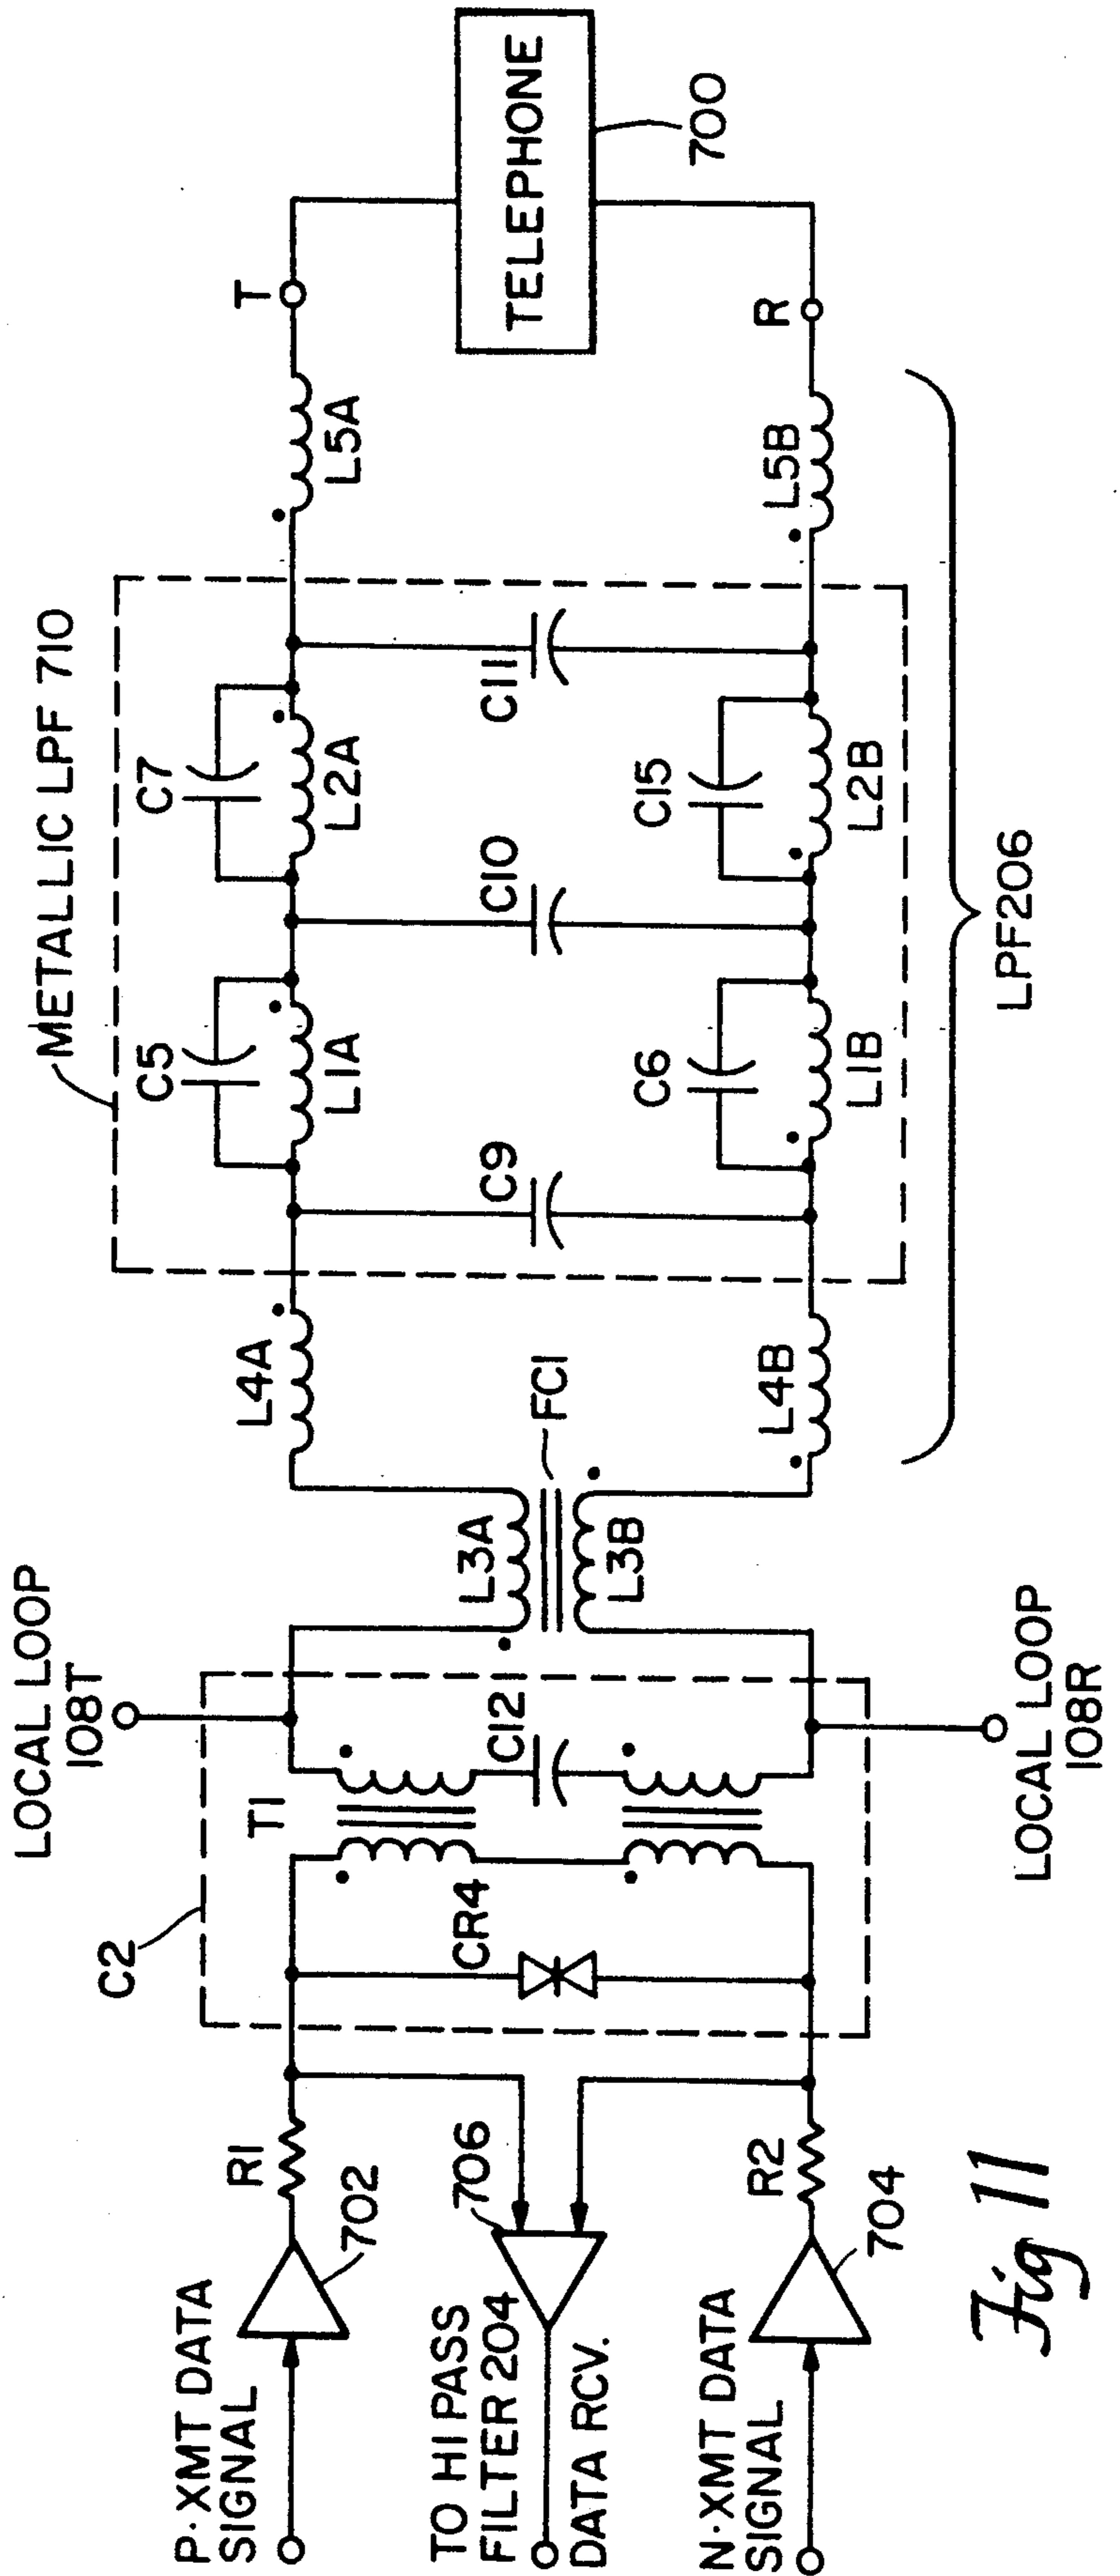 LOCAL LOOP
108T
METALLIC LPF 710
C2
T1
C12
CR4
L3A
L3B
FC1
L4A
L4B
C9
C5
L1A
C6
L1B
C10
C7
L2A
C15
L2B
C11
L5A
L5B
T
R
TELEPHONE
700
LPF206
LOCAL LOOP
108R
P·XMT DATA
SIGNAL
R1
702
TO HI PASS
FILTER 204
DATA RCV.
706
N·XMT DATA
SIGNAL
R2
704
Fig 11